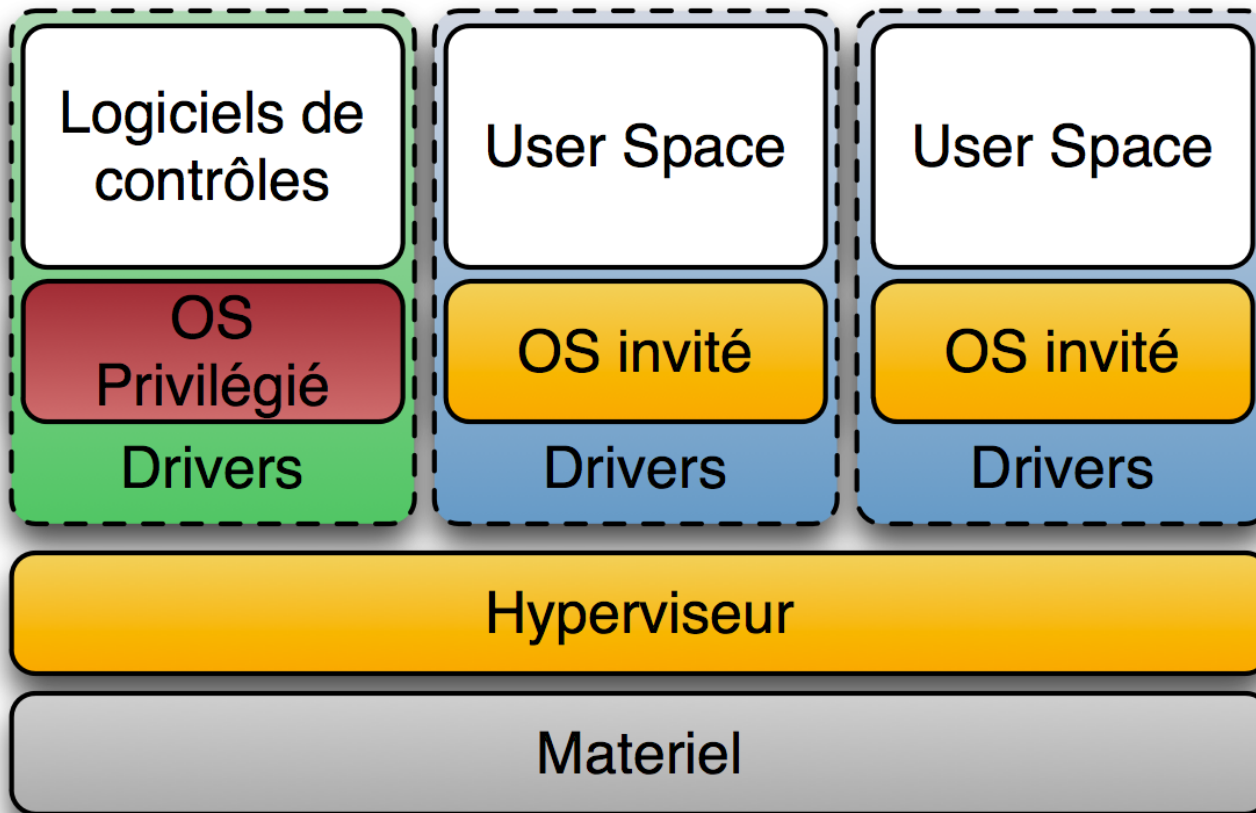 Logiciels de
contrôles
User Space
User Space
OS
Privilégié
OS invité
OS invité
Drivers
Drivers
Drivers
Hyperviseur
Materiel